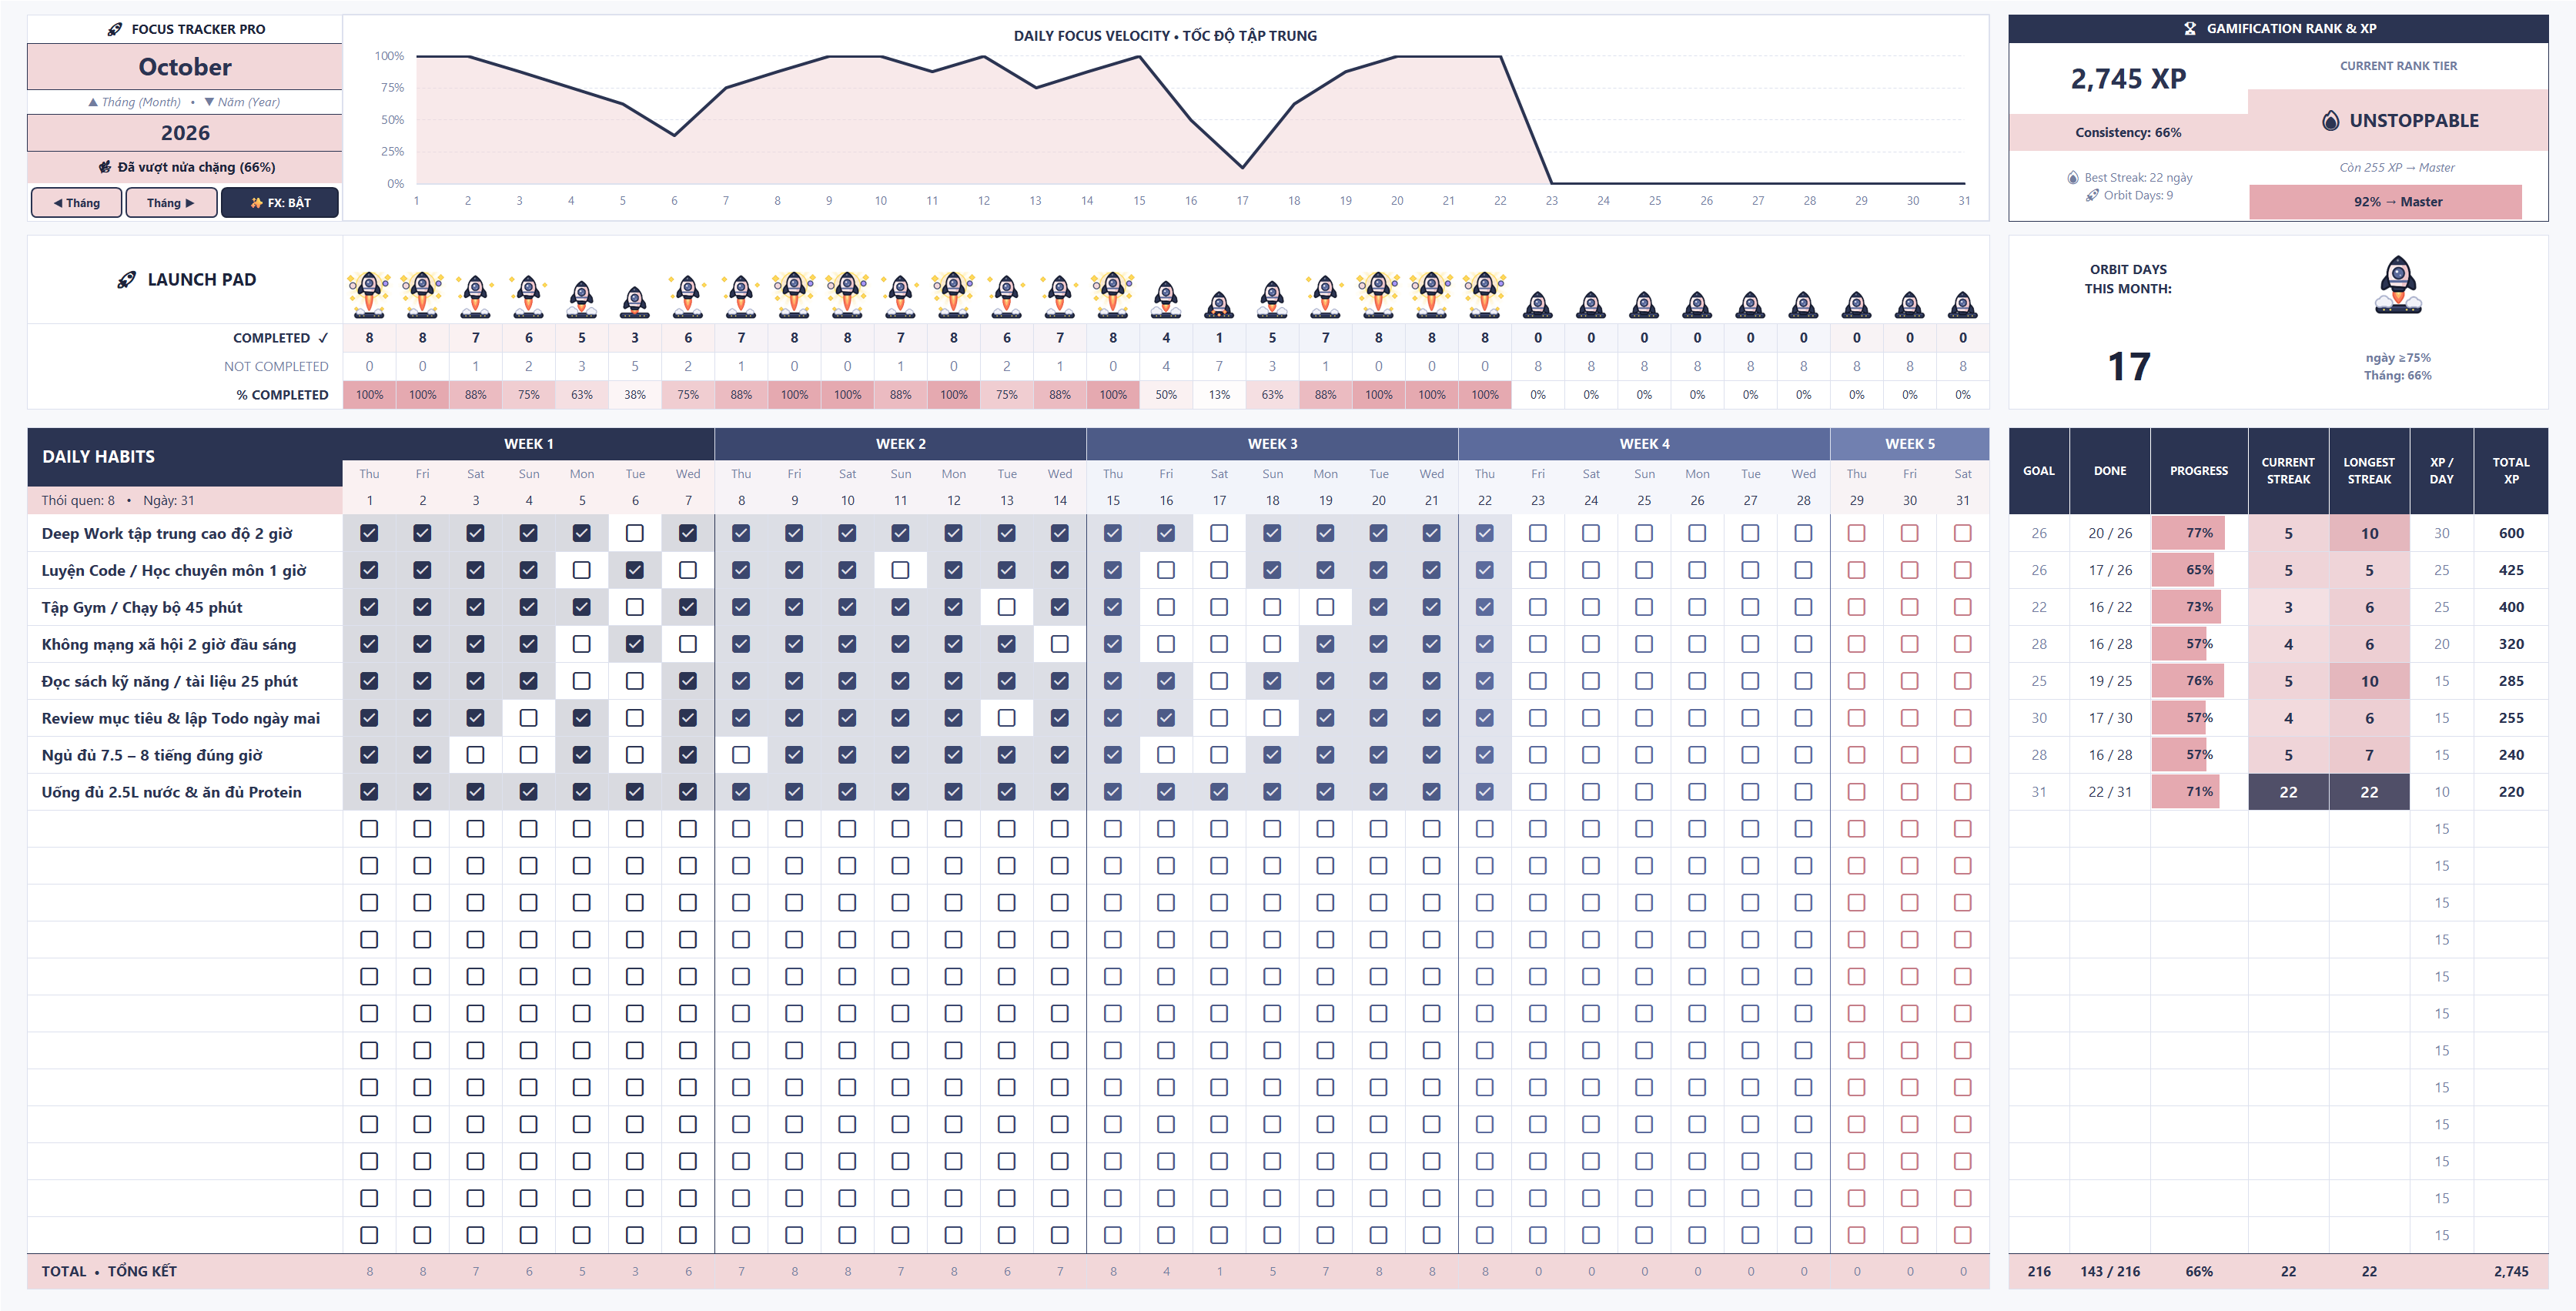 FOCUS TRACKER PRO
October
▲ Tháng (Month) • ▼ Năm (Year)
2026
Đã vượt nửa chặng (66%)
◀ Tháng
Tháng ▶
FX: BẬT
DAILY FOCUS VELOCITY • TỐC ĐỘ TẬP TRUNG
100%
75%
50%
25%
0%
1 2 3 4 5 6 7 8 9 10 11 12 13 14 15 16 17 18 19 20 21 22 23 24 25 26 27 28 29 30 31
GAMIFICATION RANK & XP
2,745 XP
Consistency: 66%
Best Streak: 22 ngày
Orbit Days: 9
CURRENT RANK TIER
UNSTOPPABLE
Còn 255 XP → Master
92% → Master
LAUNCH PAD
COMPLETED ✓ 8 8 7 6 5 3 6 7 8 8 7 8 6 7 8 4 1 5 7 8 8 8 0 0 0 0 0 0 0 0 0
NOT COMPLETED 0 0 1 2 3 5 2 1 0 0 1 0 2 1 0 4 7 3 1 0 0 0 8 8 8 8 8 8 8 8 8
% COMPLETED 100% 100% 88% 75% 63% 38% 75% 88% 100% 100% 88% 100% 75% 88% 100% 50% 13% 63% 88% 100% 100% 100% 0% 0% 0% 0% 0% 0% 0% 0% 0%
ORBIT DAYS
THIS MONTH:
17
ngày ≥75%
Tháng: 66%
DAILY HABITS
WEEK 1 WEEK 2 WEEK 3 WEEK 4 WEEK 5
Thu Fri Sat Sun Mon Tue Wed Thu Fri Sat Sun Mon Tue Wed Thu Fri Sat Sun Mon Tue Wed Thu Fri Sat Sun Mon Tue Wed Thu Fri Sat
Thói quen: 8 • Ngày: 31
1 2 3 4 5 6 7 8 9 10 11 12 13 14 15 16 17 18 19 20 21 22 23 24 25 26 27 28 29 30 31
GOAL DONE PROGRESS CURRENT STREAK LONGEST STREAK XP / DAY TOTAL XP
Deep Work tập trung cao độ 2 giờ 26 20 / 26 77% 5 10 30 600
Luyện Code / Học chuyên môn 1 giờ 26 17 / 26 65% 5 5 25 425
Tập Gym / Chạy bộ 45 phút 22 16 / 22 73% 3 6 25 400
Không mạng xã hội 2 giờ đầu sáng 28 16 / 28 57% 4 6 20 320
Đọc sách kỹ năng / tài liệu 25 phút 25 19 / 25 76% 5 10 15 285
Review mục tiêu & lập Todo ngày mai 30 17 / 30 57% 4 6 15 255
Ngủ đủ 7.5 – 8 tiếng đúng giờ 28 16 / 28 57% 5 7 15 240
Uống đủ 2.5L nước & ăn đủ Protein 31 22 / 31 71% 22 22 10 220
15
15
15
15
15
15
15
15
15
15
15
15
TOTAL • TỔNG KẾT 8 8 7 6 5 3 6 7 8 8 7 8 6 7 8 4 1 5 7 8 8 8 0 0 0 0 0 0 0 0 0 216 143 / 216 66% 22 22 2,745